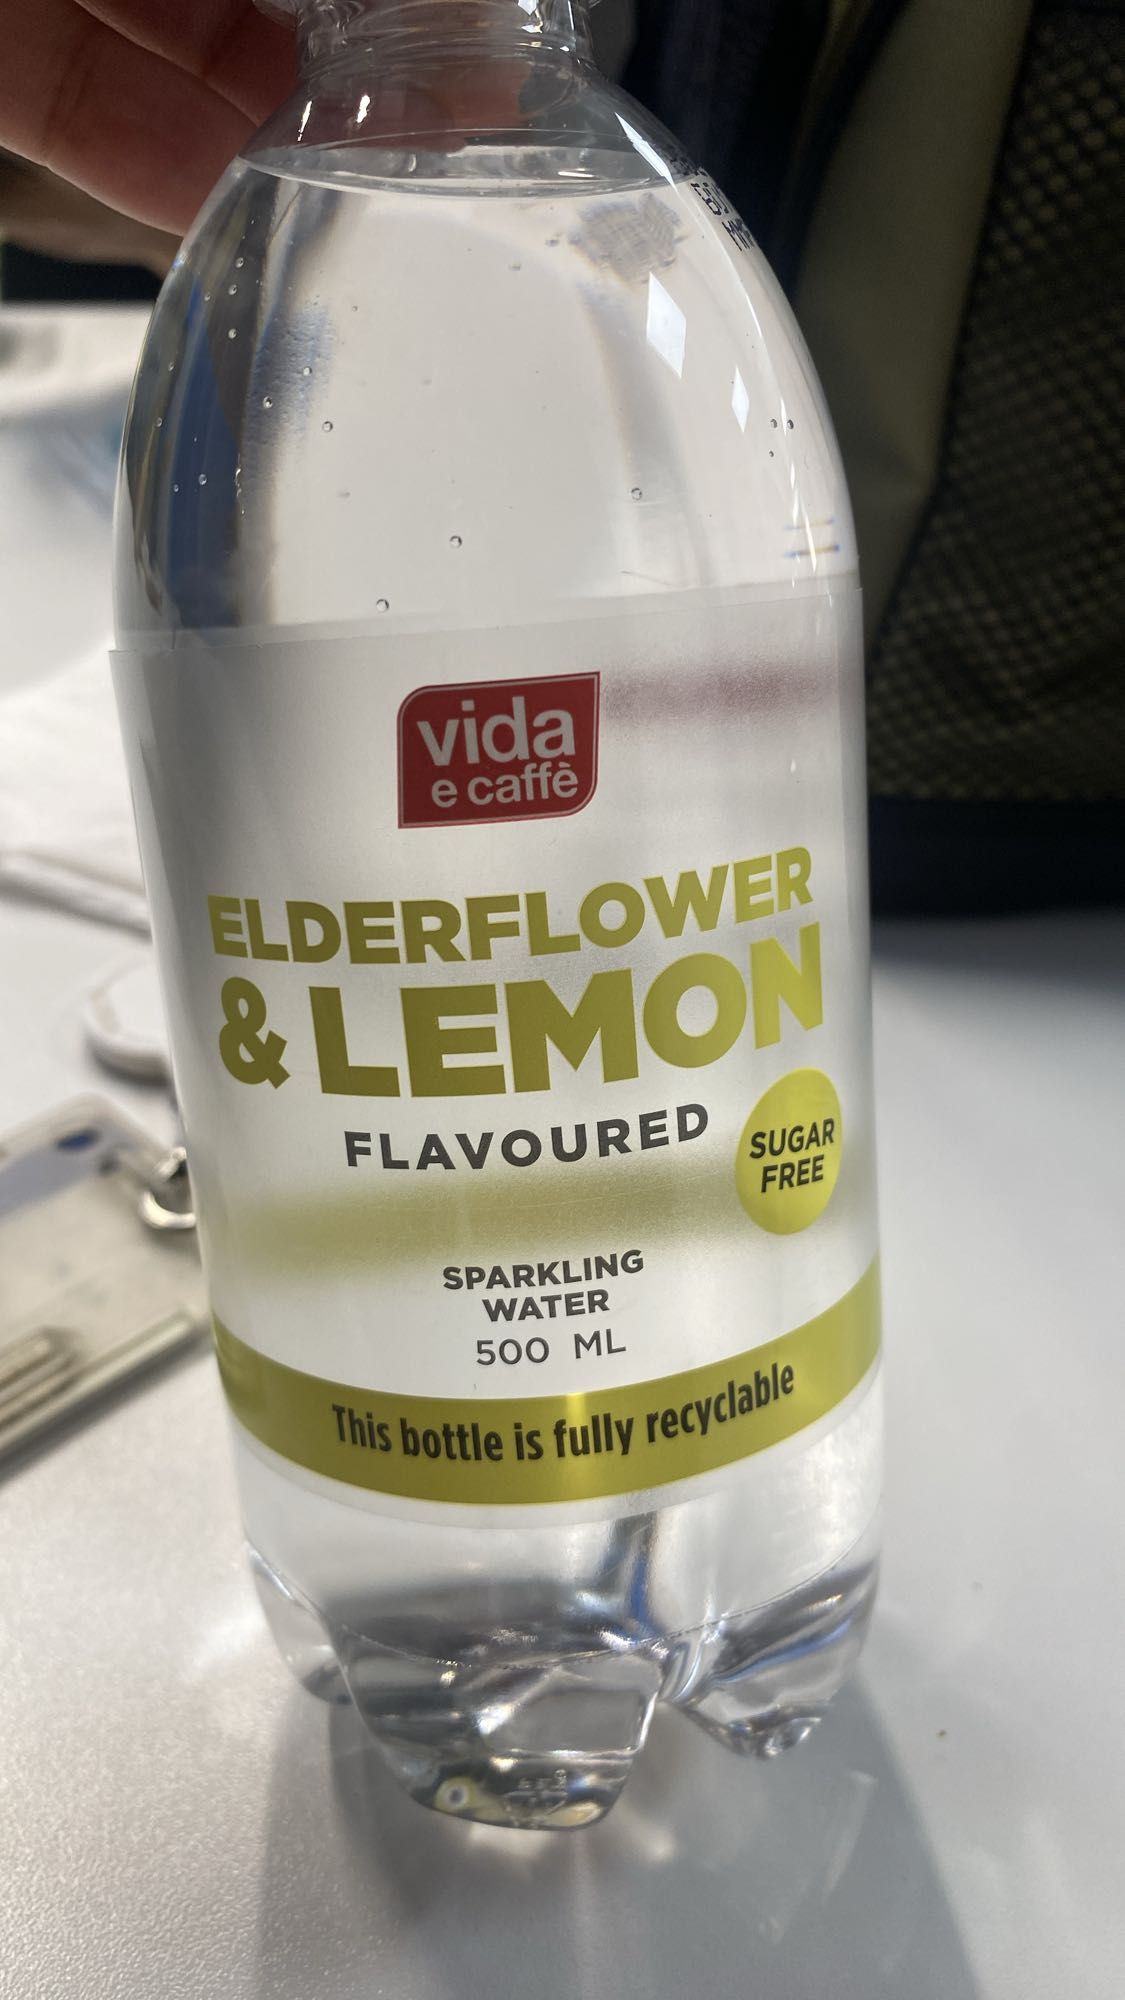 vida
e caffè
ELDERFLOWER
& LEMON
FLAVOURED
SUGAR
FREE
SPARKLING
WATER
500 ML
This bottle is fully recyclable